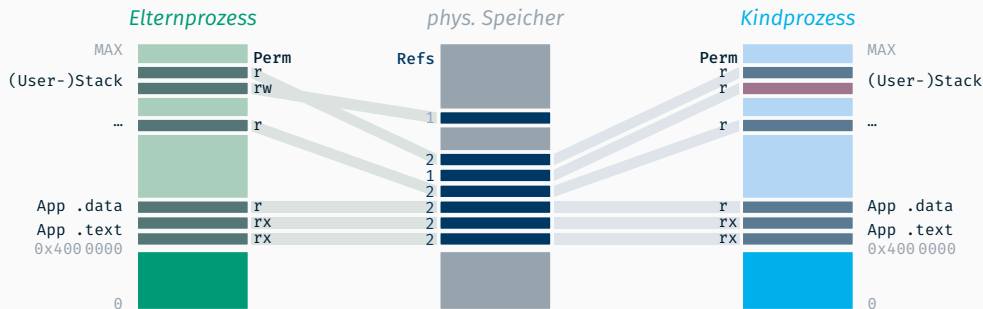 Elternprozess phys. Speicher Kindprozess
MAX Perm Refs Perm MAX
r r
(User-)Stack rw r (User-)Stack
1
… r r …
2
1
2
App .data r 2 r App .data
rx 2 rx
App .text App .text
rx 2 rx
0x400 0000 0x400 0000
0 0